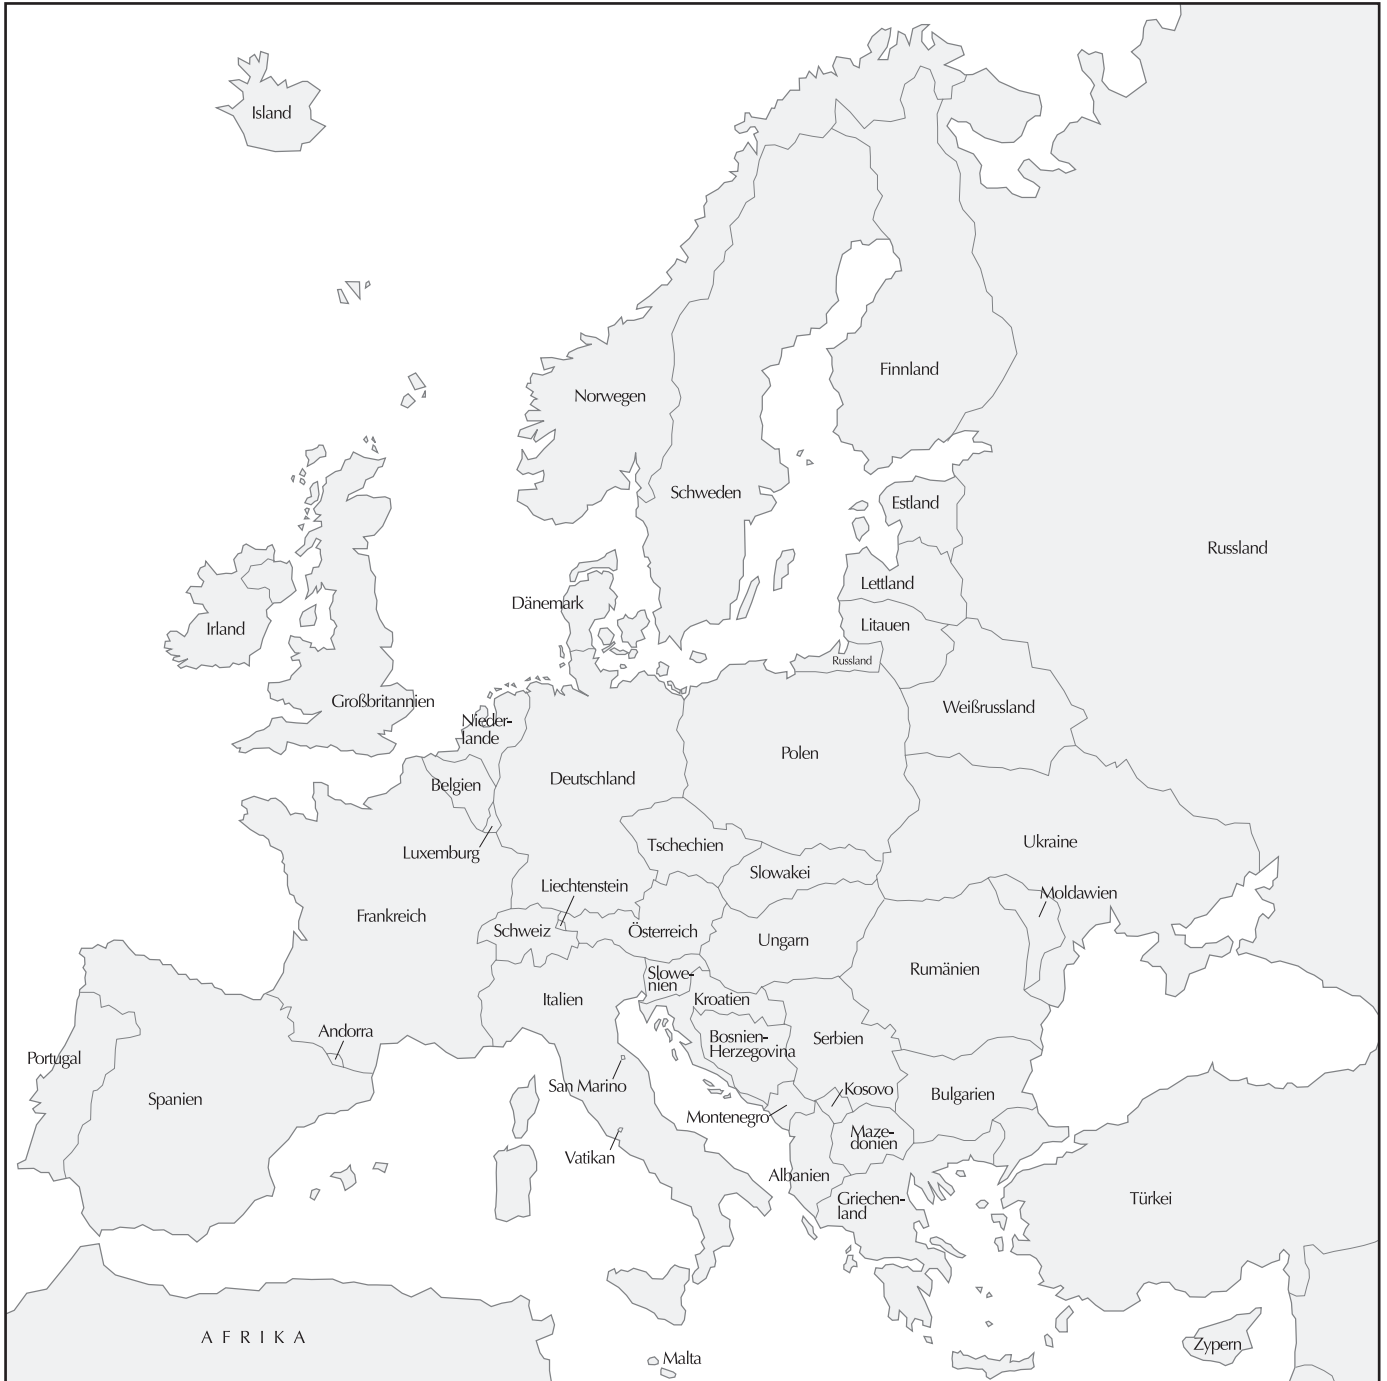 Island
Finnland
Norwegen
Schweden
Estland
Russland
Lettland
Dänemark
Litauen
Irland
Russland
Großbritannien
Weißrussland
Nieder-
lande
Polen
Deutschland
Belgien
Ukraine
Tschechien
Luxemburg
Slowakei
Liechtenstein
Moldawien
Frankreich
Schweiz
Österreich
Ungarn
Rumänien
Slowe-
nien
Italien
Kroatien
Andorra
Bosnien-
Herzegovina
Serbien
Portugal
San Marino
Kosovo
Bulgarien
Spanien
Montenegro
Maze-
donien
Vatikan
Albanien
Griechen-
land
Türkei
AFRIKA
Zypern
Malta